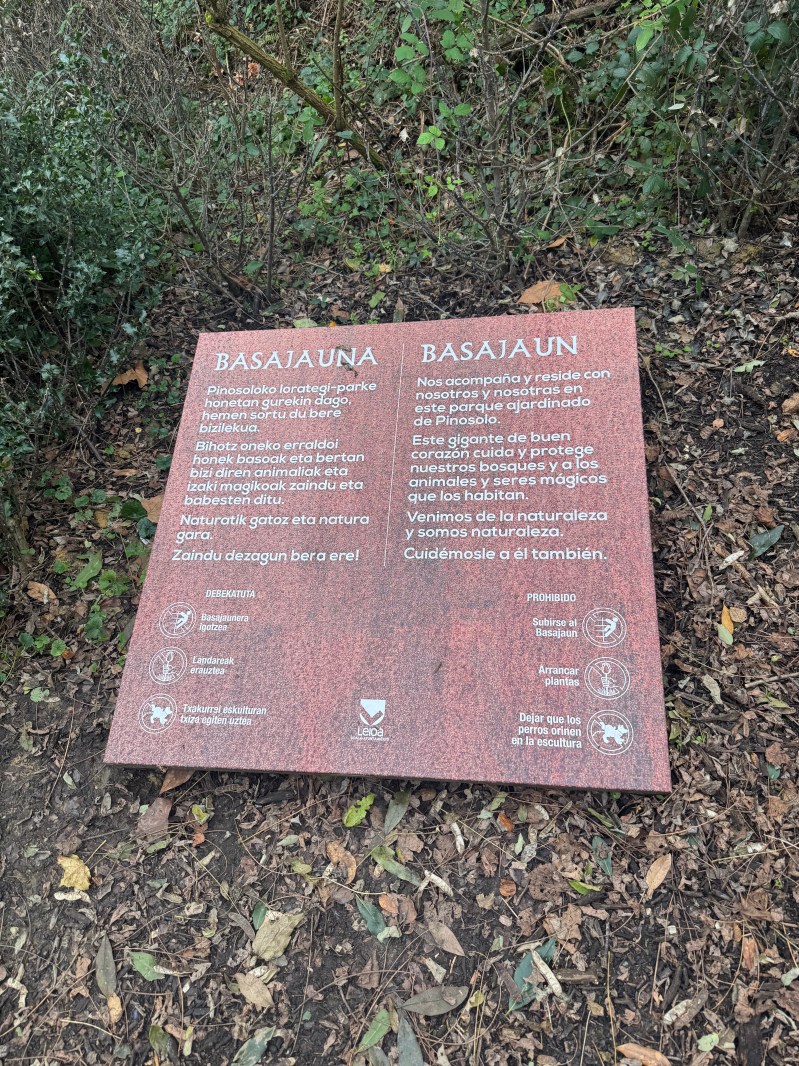 BASAJAUNA
Pinosoloko lorategi-parke
honetan gurekin dago,
hemen sortu du bere
bizilekua.
Bihotz oneko erraldoi
honek basoak eta bertan
bizi diren animaliak eta
izaki magikoak zaindu eta
babesten ditu.
Naturatik gatoz eta natura
gara.
Zaindu dezagun bera ere!
BASAJAUN
Nos acompaña y reside con
nosotros y nosotras en
este parque ajardinado
de Pinosolo.
Este gigante de buen
corazón cuida y protege
nuestros bosques y a los
animales y seres mágicos
que los habitan.
Venimos de la naturaleza
y somos naturaleza.
Cuidémosle a él también.
DEBEKATUTA
Basajaunera
igotzea
Landareak
erauztea
Txakurrei eskulturan
txiza egiten uztea
PROHIBIDO
Subirse al
Basajaun
Arrancar
plantas
Dejar que los
perros orinen
en la escultura
Leioa